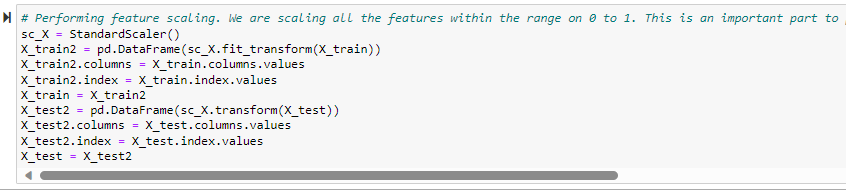 # Performing feature scaling. We are scaling all the features within the range on 0 to 1. This is an important part to
sc_X = StandardScaler()
X_train2 = pd.DataFrame(sc_X.fit_transform(X_train))
X_train2.columns = X_train.columns.values
X_train2.index = X_train.index.values
X_train = X_train2
X_test2 = pd.DataFrame(sc_X.transform(X_test))
X_test2.columns = X_test.columns.values
X_test2.index = X_test.index.values
X_test = X_test2